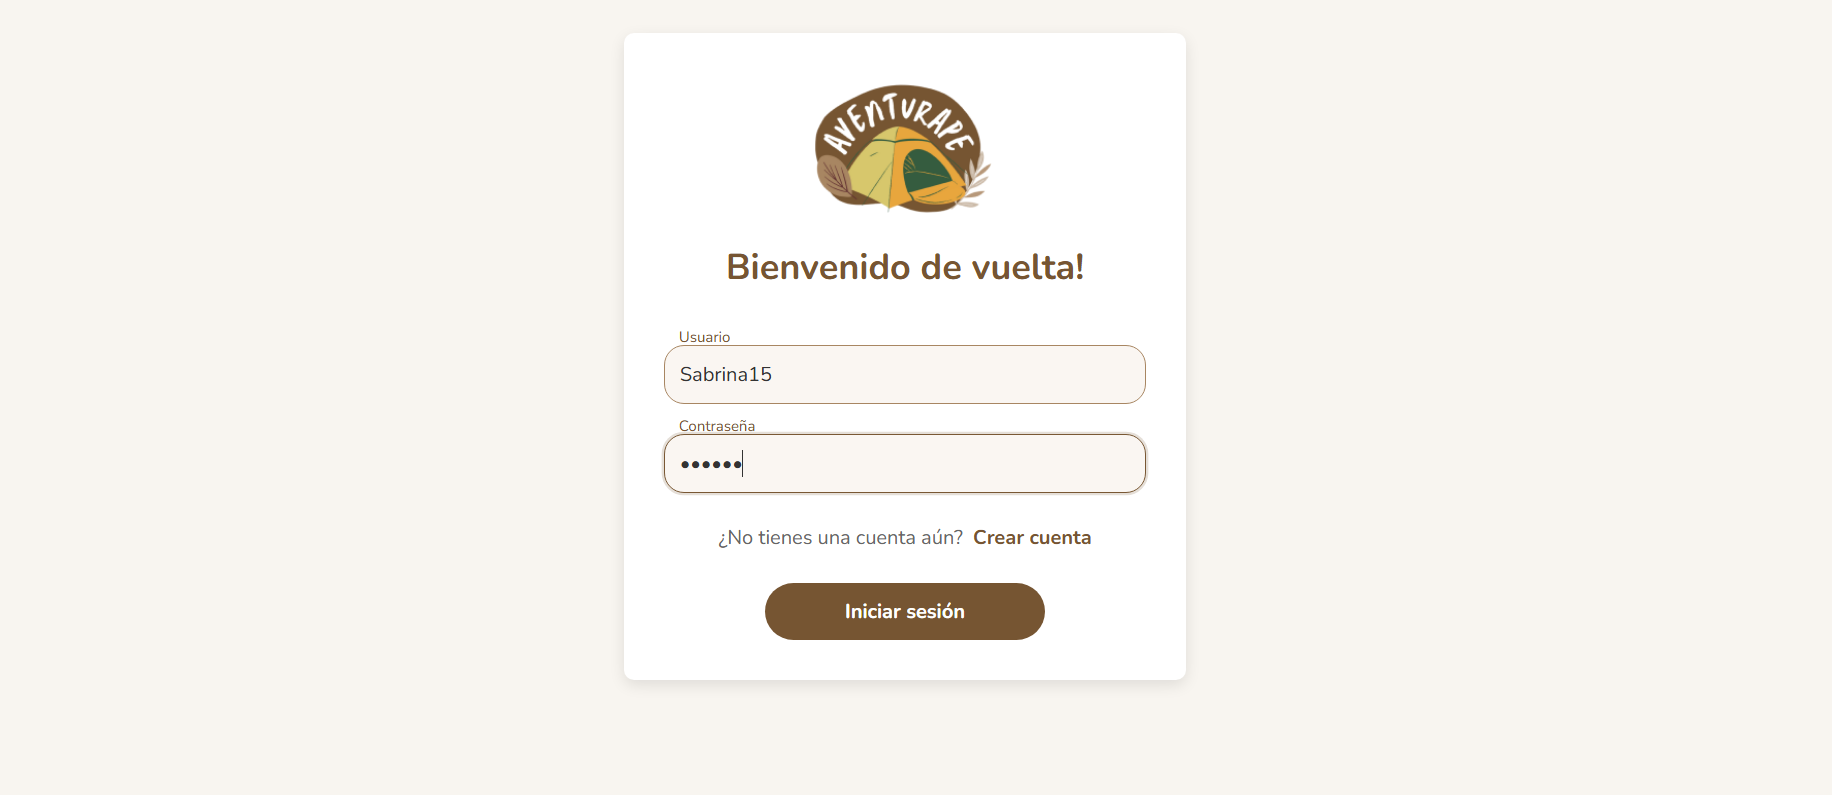 AVENTURAPE
Bienvenido de vuelta!
Usuario
Sabrina15
Contraseña
••••••
¿No tienes una cuenta aún? Crear cuenta
Iniciar sesión